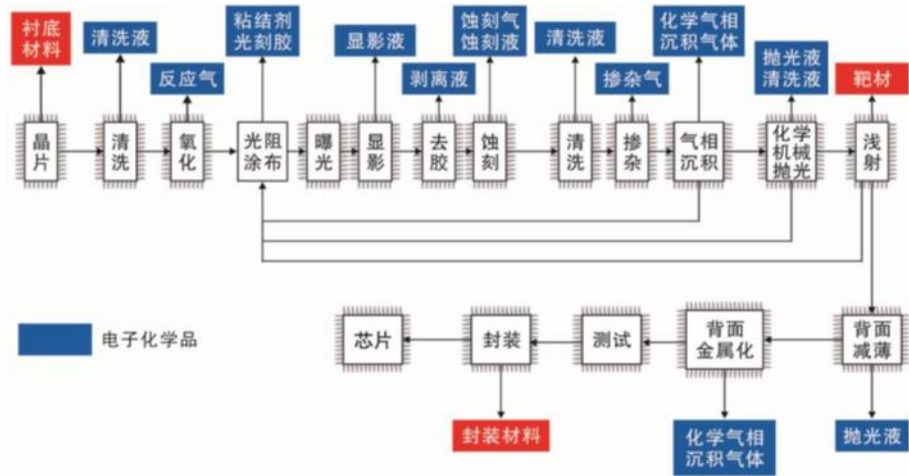 衬底
材料
清洗液
反应气
粘结剂
光刻胶
显影液
剥离液
蚀刻气
蚀刻液
清洗液
掺杂气
化学气相
沉积气体
抛光液
清洗液
靶材
晶片
清洗
氧化
光阻
涂布
曝光
显影
去胶
蚀刻
清洗
掺杂
气相
沉积
化学
机械
抛光
浅射
电子化学品
芯片
封装
测试
背面
金属化
背面
减薄
封装材料
化学气相
沉积气体
抛光液